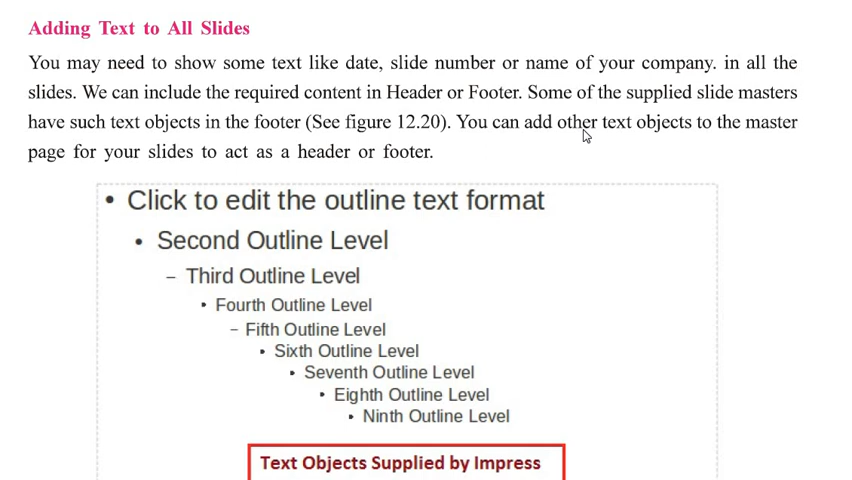 Adding Text to All Slides
You may need to show some text like date, slide number or name of your company. in all the
slides. We can include the required content in Header or Footer. Some of the supplied slide masters
have such text objects in the footer (See figure 12.20). You can add other text objects to the master
page for your slides to act as a header or footer.
• Click to edit the outline text format
• Second Outline Level
– Third Outline Level
• Fourth Outline Level
– Fifth Outline Level
• Sixth Outline Level
• Seventh Outline Level
• Eighth Outline Level
• Ninth Outline Level
Text Objects Supplied by Impress